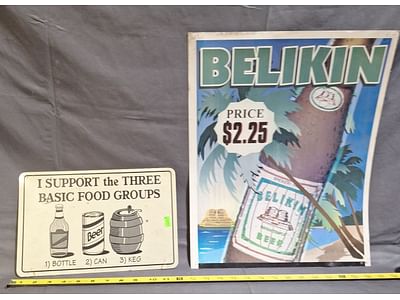 BELIKIN
PRICE
$2.25
BELIKIN
BEER
I SUPPORT the THREE
BASIC FOOD GROUPS
Beer
1) BOTTLE 2) CAN 3) KEG